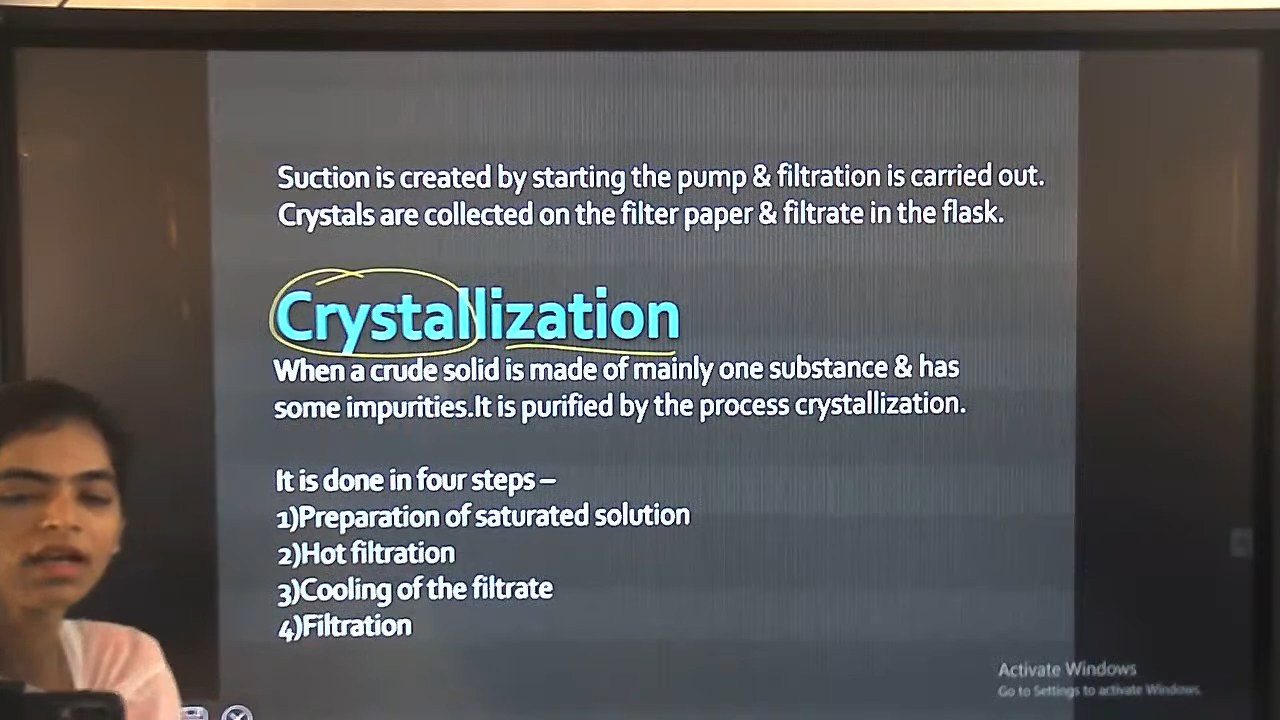 Suction is created by starting the pump & filtration is carried out.
Crystals are collected on the filter paper & filtrate in the flask.
Crystallization
When a crude solid is made of mainly one substance & has
some impurities.It is purified by the process crystallization.
It is done in four steps –
1)Preparation of saturated solution
2)Hot filtration
3)Cooling of the filtrate
4)Filtration
Activate Windows
Go to Settings to activate Windows.